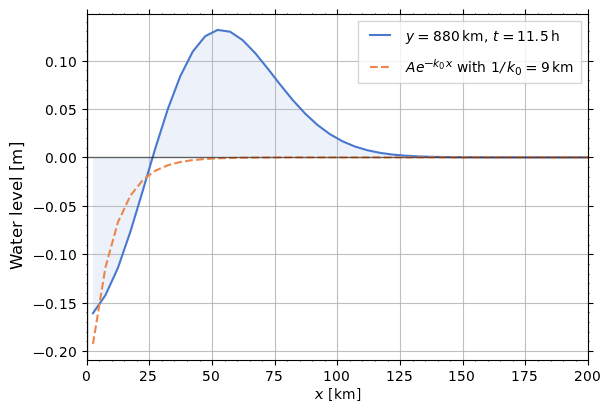 y = 880 km, t = 11.5 h
Ae^{-k_0 x} with 1/k_0 = 9 km
Water level [m]
0.10
0.05
0.00
−0.05
−0.10
−0.15
−0.20
0 25 50 75 100 125 150 175 200
x [km]